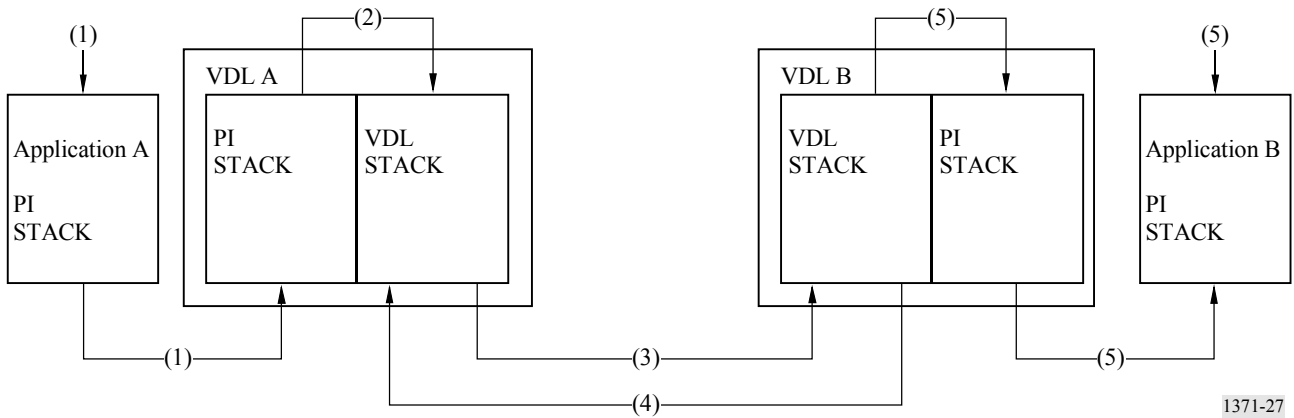 (2)
(5)
(1)
(5)
VDL A
VDL B
Application A
PI
STACK
PI
STACK
VDL
STACK
VDL
STACK
PI
STACK
Application B
PI
STACK
(1)
(3)
(5)
(4)
1371-27